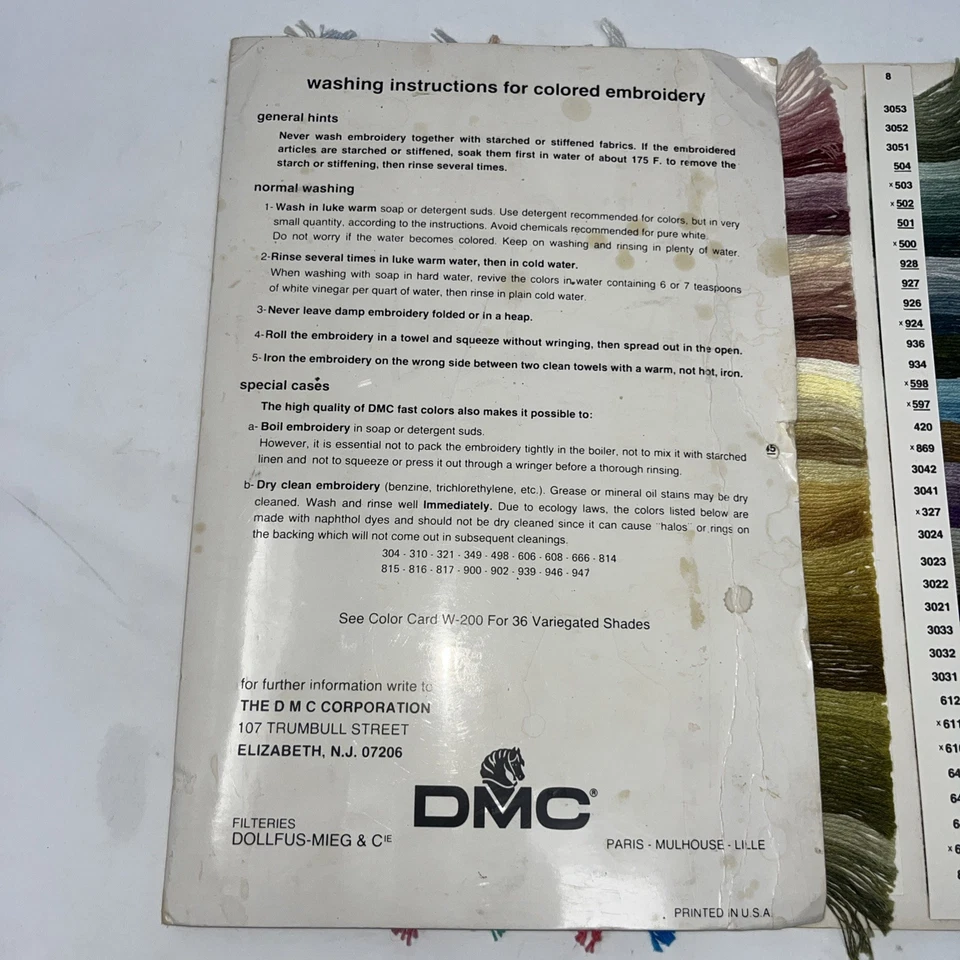 washing instructions for colored embroidery
general hints
Never wash embroidery together with starched or stiffened fabrics. If the embroidered
articles are starched or stiffened, soak them first in water of about 175 F. to remove the
starch or stiffening, then rinse several times.
normal washing
1- Wash in luke warm soap or detergent suds. Use detergent recommended for colors, but in very
small quantity, according to the instructions. Avoid chemicals recommended for pure white.
Do not worry if the water becomes colored. Keep on washing and rinsing in plenty of water.
2-Rinse several times in luke warm water, then in cold water.
When washing with soap in hard water, revive the colors in water containing 6 or 7 teaspoons
of white vinegar per quart of water, then rinse in plain cold water.
3- Never leave damp embroidery folded or in a heap.
4-Roll the embroidery in a towel and squeeze without wringing, then spread out in the open.
5- Iron the embroidery on the wrong side between two clean towels with a warm, not hot, iron.
special cases
The high quality of DMC fast colors also makes it possible to:
a- Boil embroidery in soap or detergent suds.
However, it is essential not to pack the embroidery tightly in the boiler, not to mix it with starched
linen and not to squeeze or press it out through a wringer before a thorough rinsing.
b- Dry clean embroidery (benzine, trichlorethylene, etc.). Grease or mineral oil stains may be dry
cleaned. Wash and rinse well Immediately. Due to ecology laws, the colors listed below are
made with naphthol dyes and should not be dry cleaned since it can cause "halos" or rings on
the backing which will not come out in subsequent cleanings.
304 - 310 - 321 - 349 - 498 - 606 - 608 - 666 - 814
815 - 816 - 817 - 900 - 902 - 939 - 946 - 947
See Color Card W-200 For 36 Variegated Shades
for further information write to
THE D M C CORPORATION
107 TRUMBULL STREET
ELIZABETH, N.J. 07206
DMC®
FILTERIES
DOLLFUS-MIEG & CIE
PARIS - MULHOUSE - LILLE
PRINTED IN U.S.A.
8
3053
3052
3051
504
x 503
x 502
501
x 500
928
927
926
x 924
936
934
x 598
x 597
420
x 869
3042
3041
x 327
3024
3023
3022
3021
3033
3032
3031
612
x 611